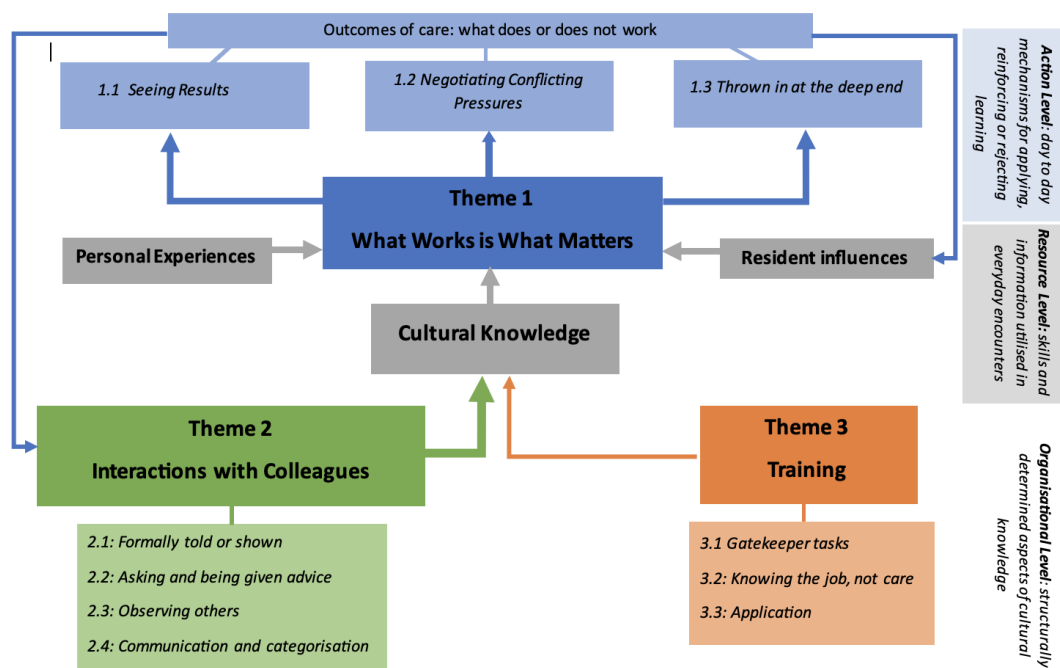 Outcomes of care: what does or does not work
1.1 Seeing Results
1.2 Negotiating Conflicting
Pressures
1.3 Thrown in at the deep end
Theme 1
What Works is What Matters
Personal Experiences
Resident influences
Cultural Knowledge
Theme 2
Interactions with Colleagues
Theme 3
Training
2.1: Formally told or shown
2.2: Asking and being given advice
2.3: Observing others
2.4: Communication and categorisation
3.1 Gatekeeper tasks
3.2: Knowing the job, not care
3.3: Application
Action Level: day to day
mechanisms for applying,
reinforcing or rejecting
learning
Resource Level: skills and
information utilised in
everyday encounters
Organisational Level: structurally
determined aspects of cultural
knowledge